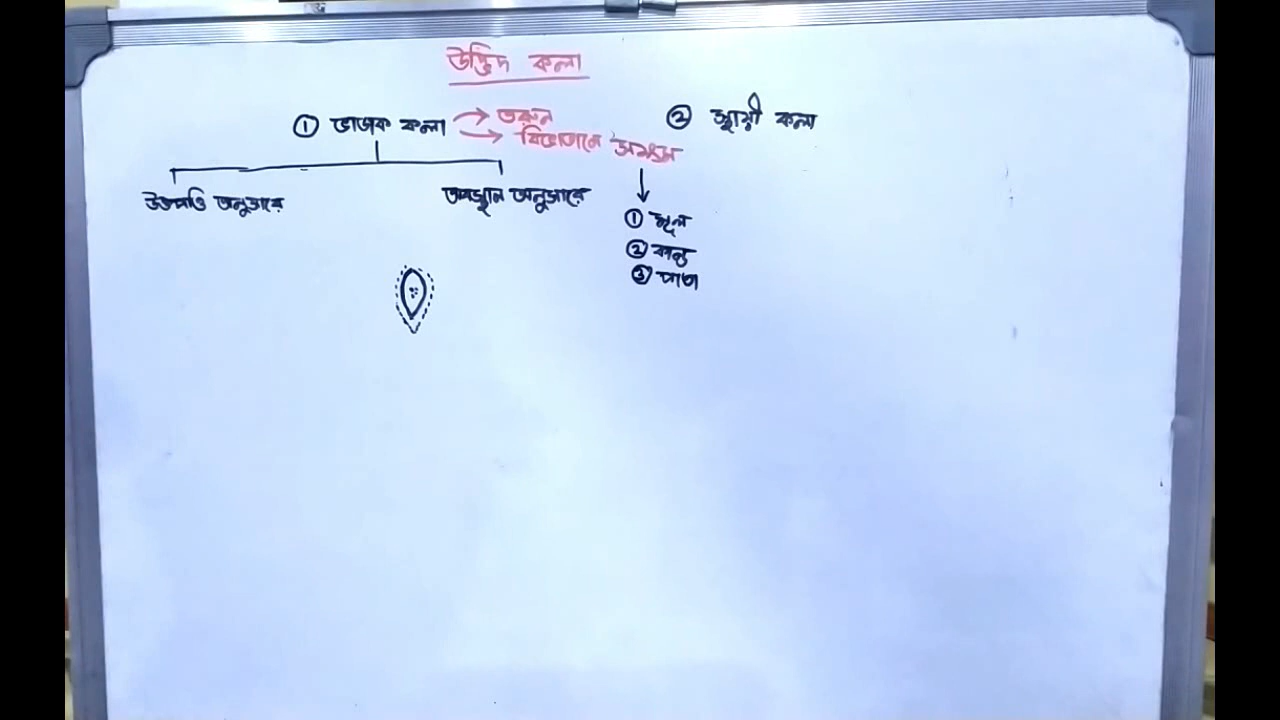 উদ্ভিদ কলা
① ভাজক কলা → তরুন
→ বিভাজনে সক্ষম
② স্থায়ী কলা
উৎপত্তি অনুসারে
অবস্থান অনুসারে
① মূল
② কান্ড
③ পাতা